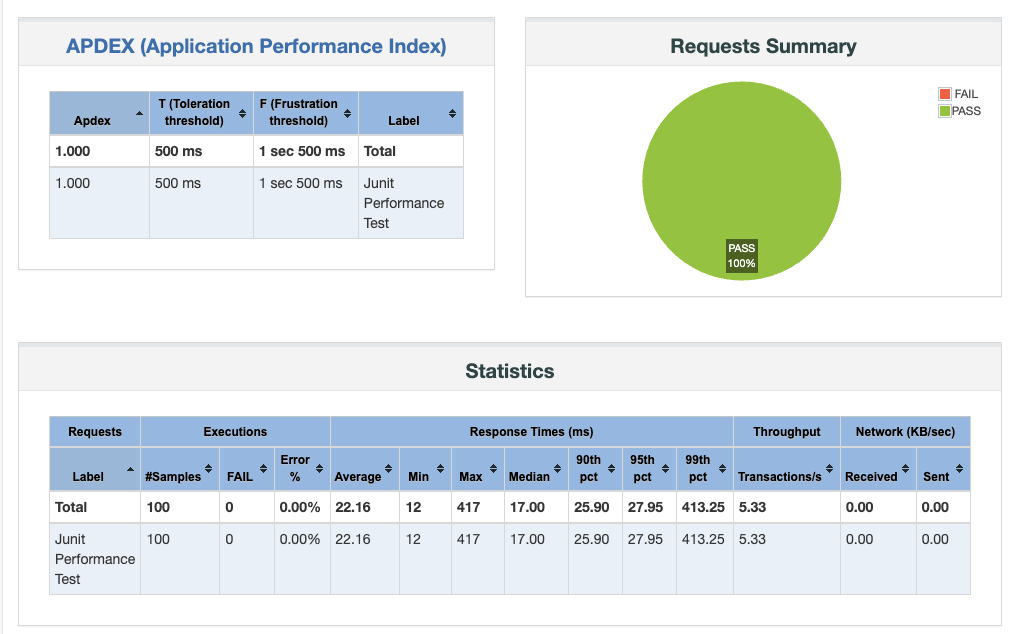 APDEX (Application Performance Index)
Apdex T (Toleration threshold) F (Frustration threshold) Label
1.000 500 ms 1 sec 500 ms Total
1.000 500 ms 1 sec 500 ms Junit Performance Test
Requests Summary
FAIL
PASS
PASS
100%
Statistics
Requests Executions Response Times (ms) Throughput Network (KB/sec)
Label #Samples FAIL Error % Average Min Max Median 90th pct 95th pct 99th pct Transactions/s Received Sent
Total 100 0 0.00% 22.16 12 417 17.00 25.90 27.95 413.25 5.33 0.00 0.00
Junit Performance Test 100 0 0.00% 22.16 12 417 17.00 25.90 27.95 413.25 5.33 0.00 0.00